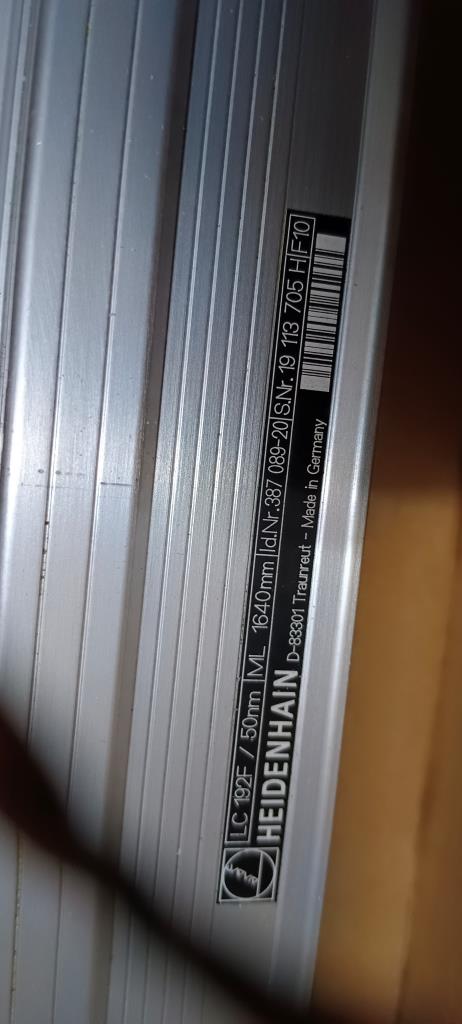 LC 192F / 50nm ML 1640mm Id.Nr.387 089-20 S.Nr. 19 113 705 H F10
HEIDENHAIN D-83301 Traunreut - Made in Germany